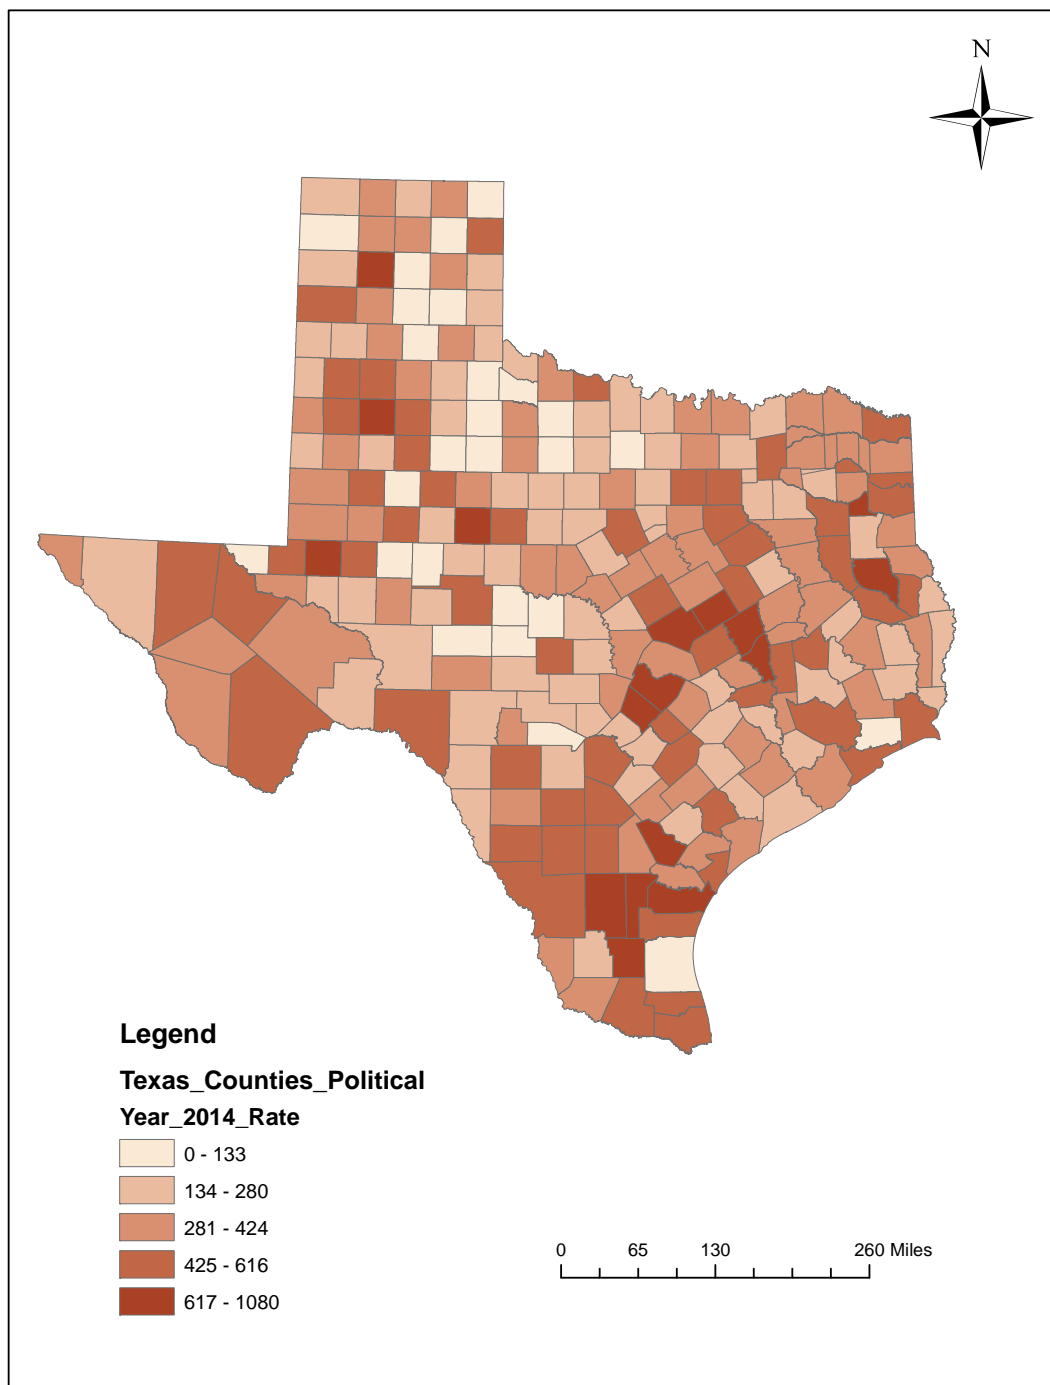 N
Legend
Texas_Counties_Political
Year_2014_Rate
0 - 133
134 - 280
281 - 424
425 - 616
617 - 1080
0 65 130 260 Miles